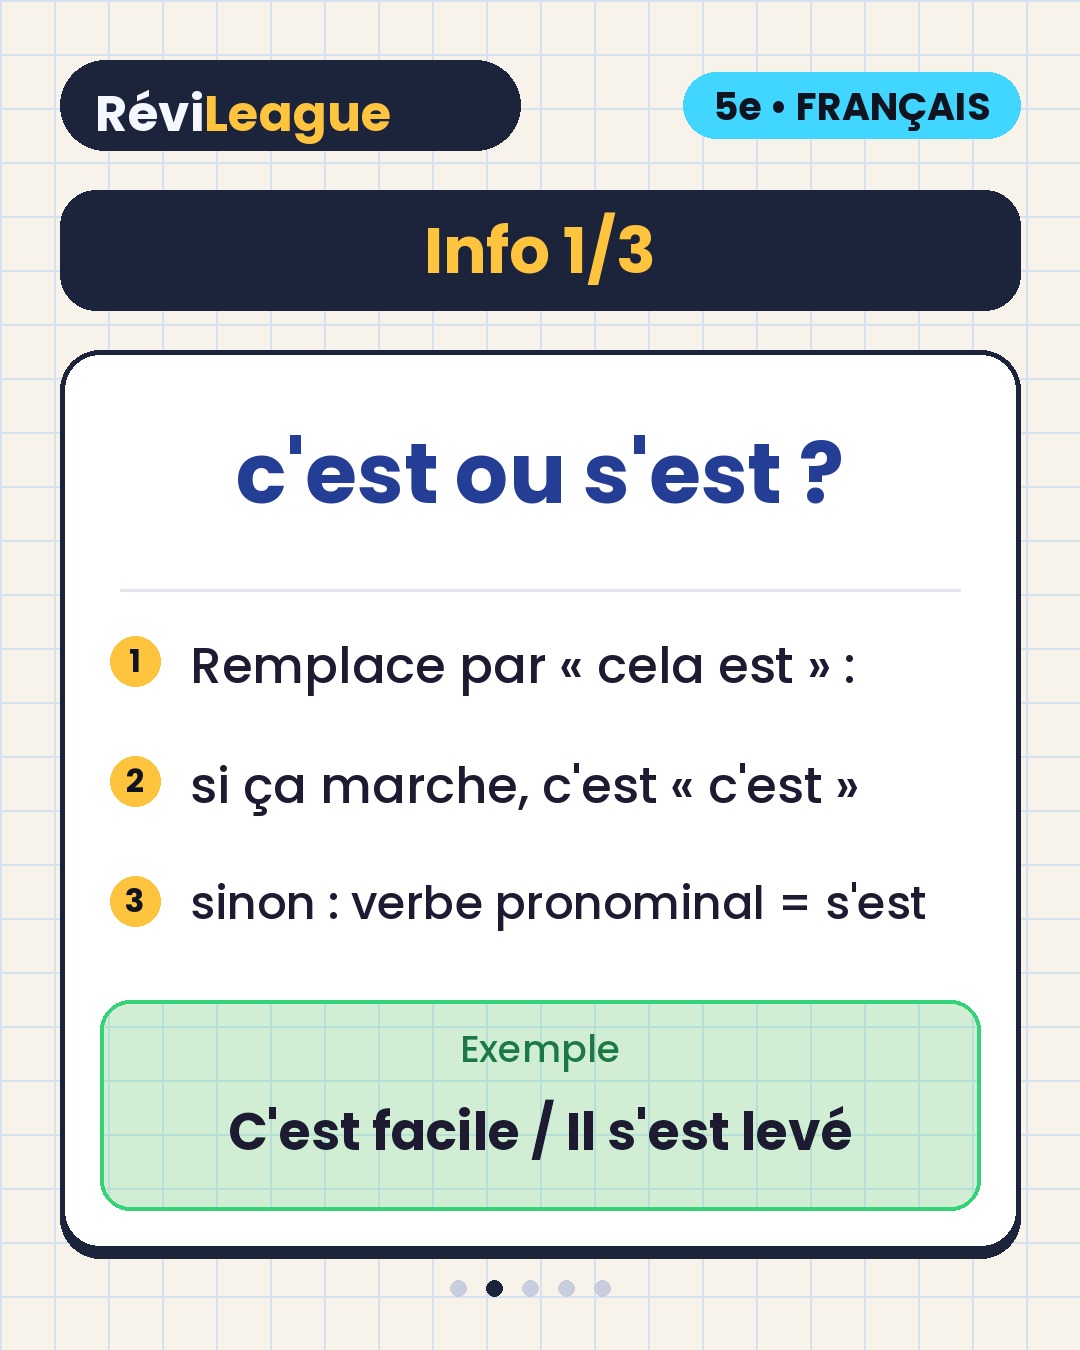 RéviLeague
5e • FRANÇAIS
Info 1/3
c'est ou s'est ?
1 Remplace par « cela est » :
2 si ça marche, c'est « c'est »
3 sinon : verbe pronominal = s'est
Exemple
C'est facile / Il s'est levé